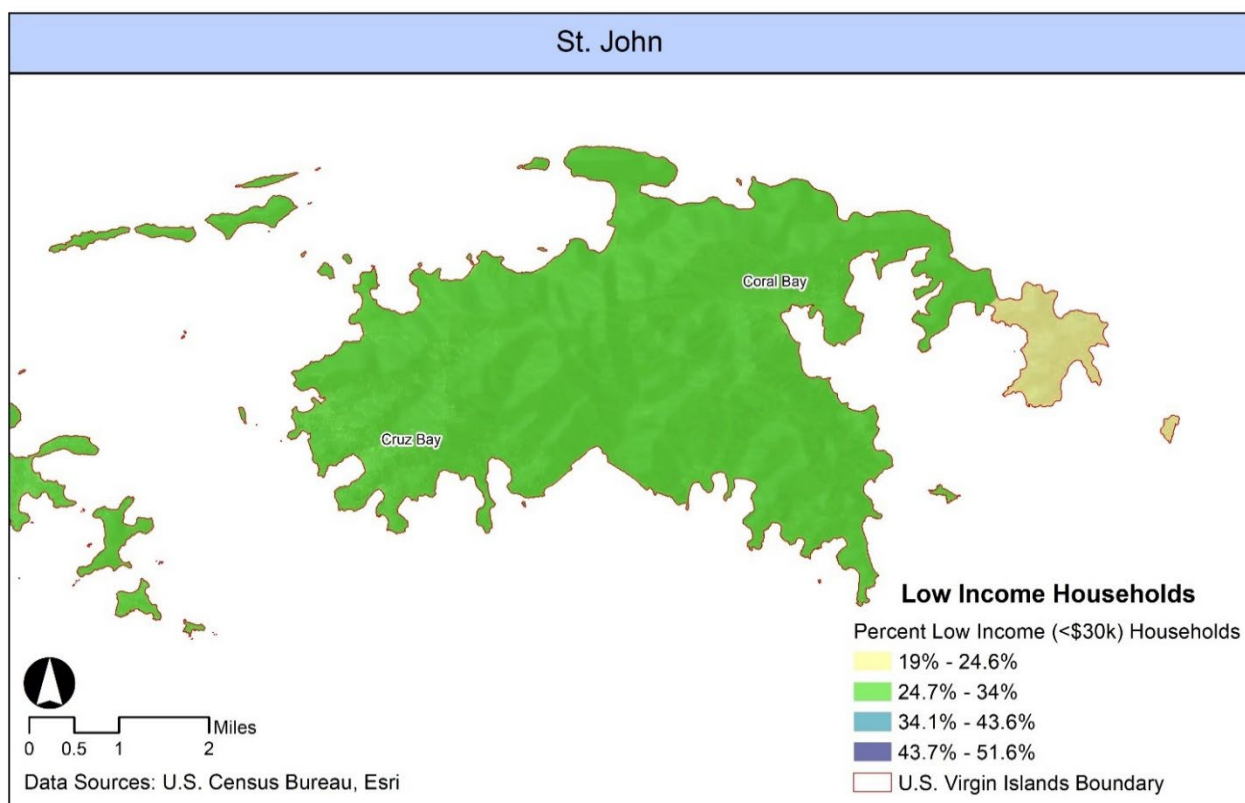 St. John
Coral Bay
Cruz Bay
Low Income Households
Percent Low Income (<$30k) Households
19% - 24.6%
24.7% - 34%
34.1% - 43.6%
43.7% - 51.6%
U.S. Virgin Islands Boundary
Miles
0 0.5 1 2
Data Sources: U.S. Census Bureau, Esri